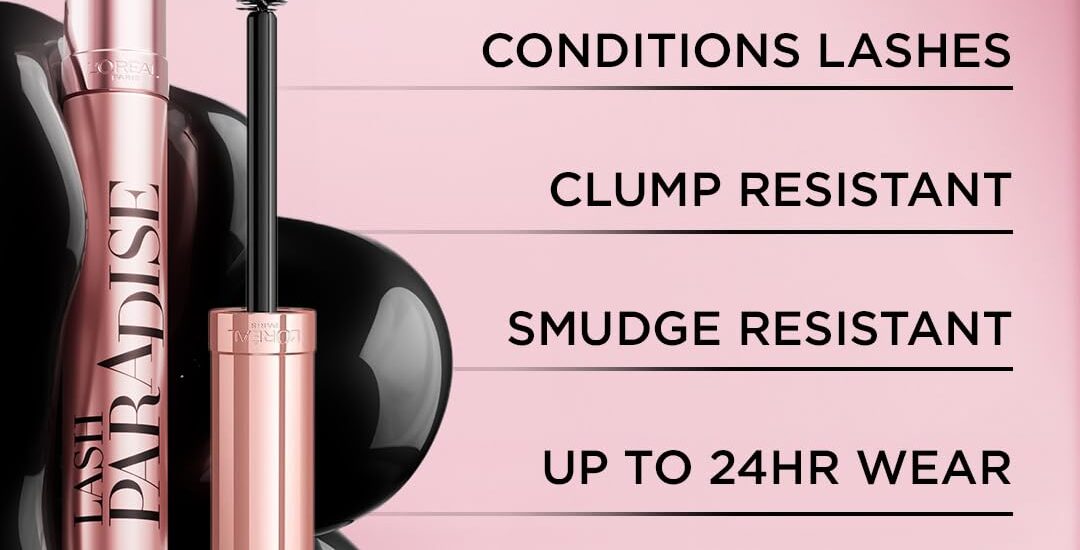 L'ORÉAL
PARIS
LASH
PARADISE
L'ORÉAL
PARIS
CONDITIONS LASHES
CLUMP RESISTANT
SMUDGE RESISTANT
UP TO 24HR WEAR